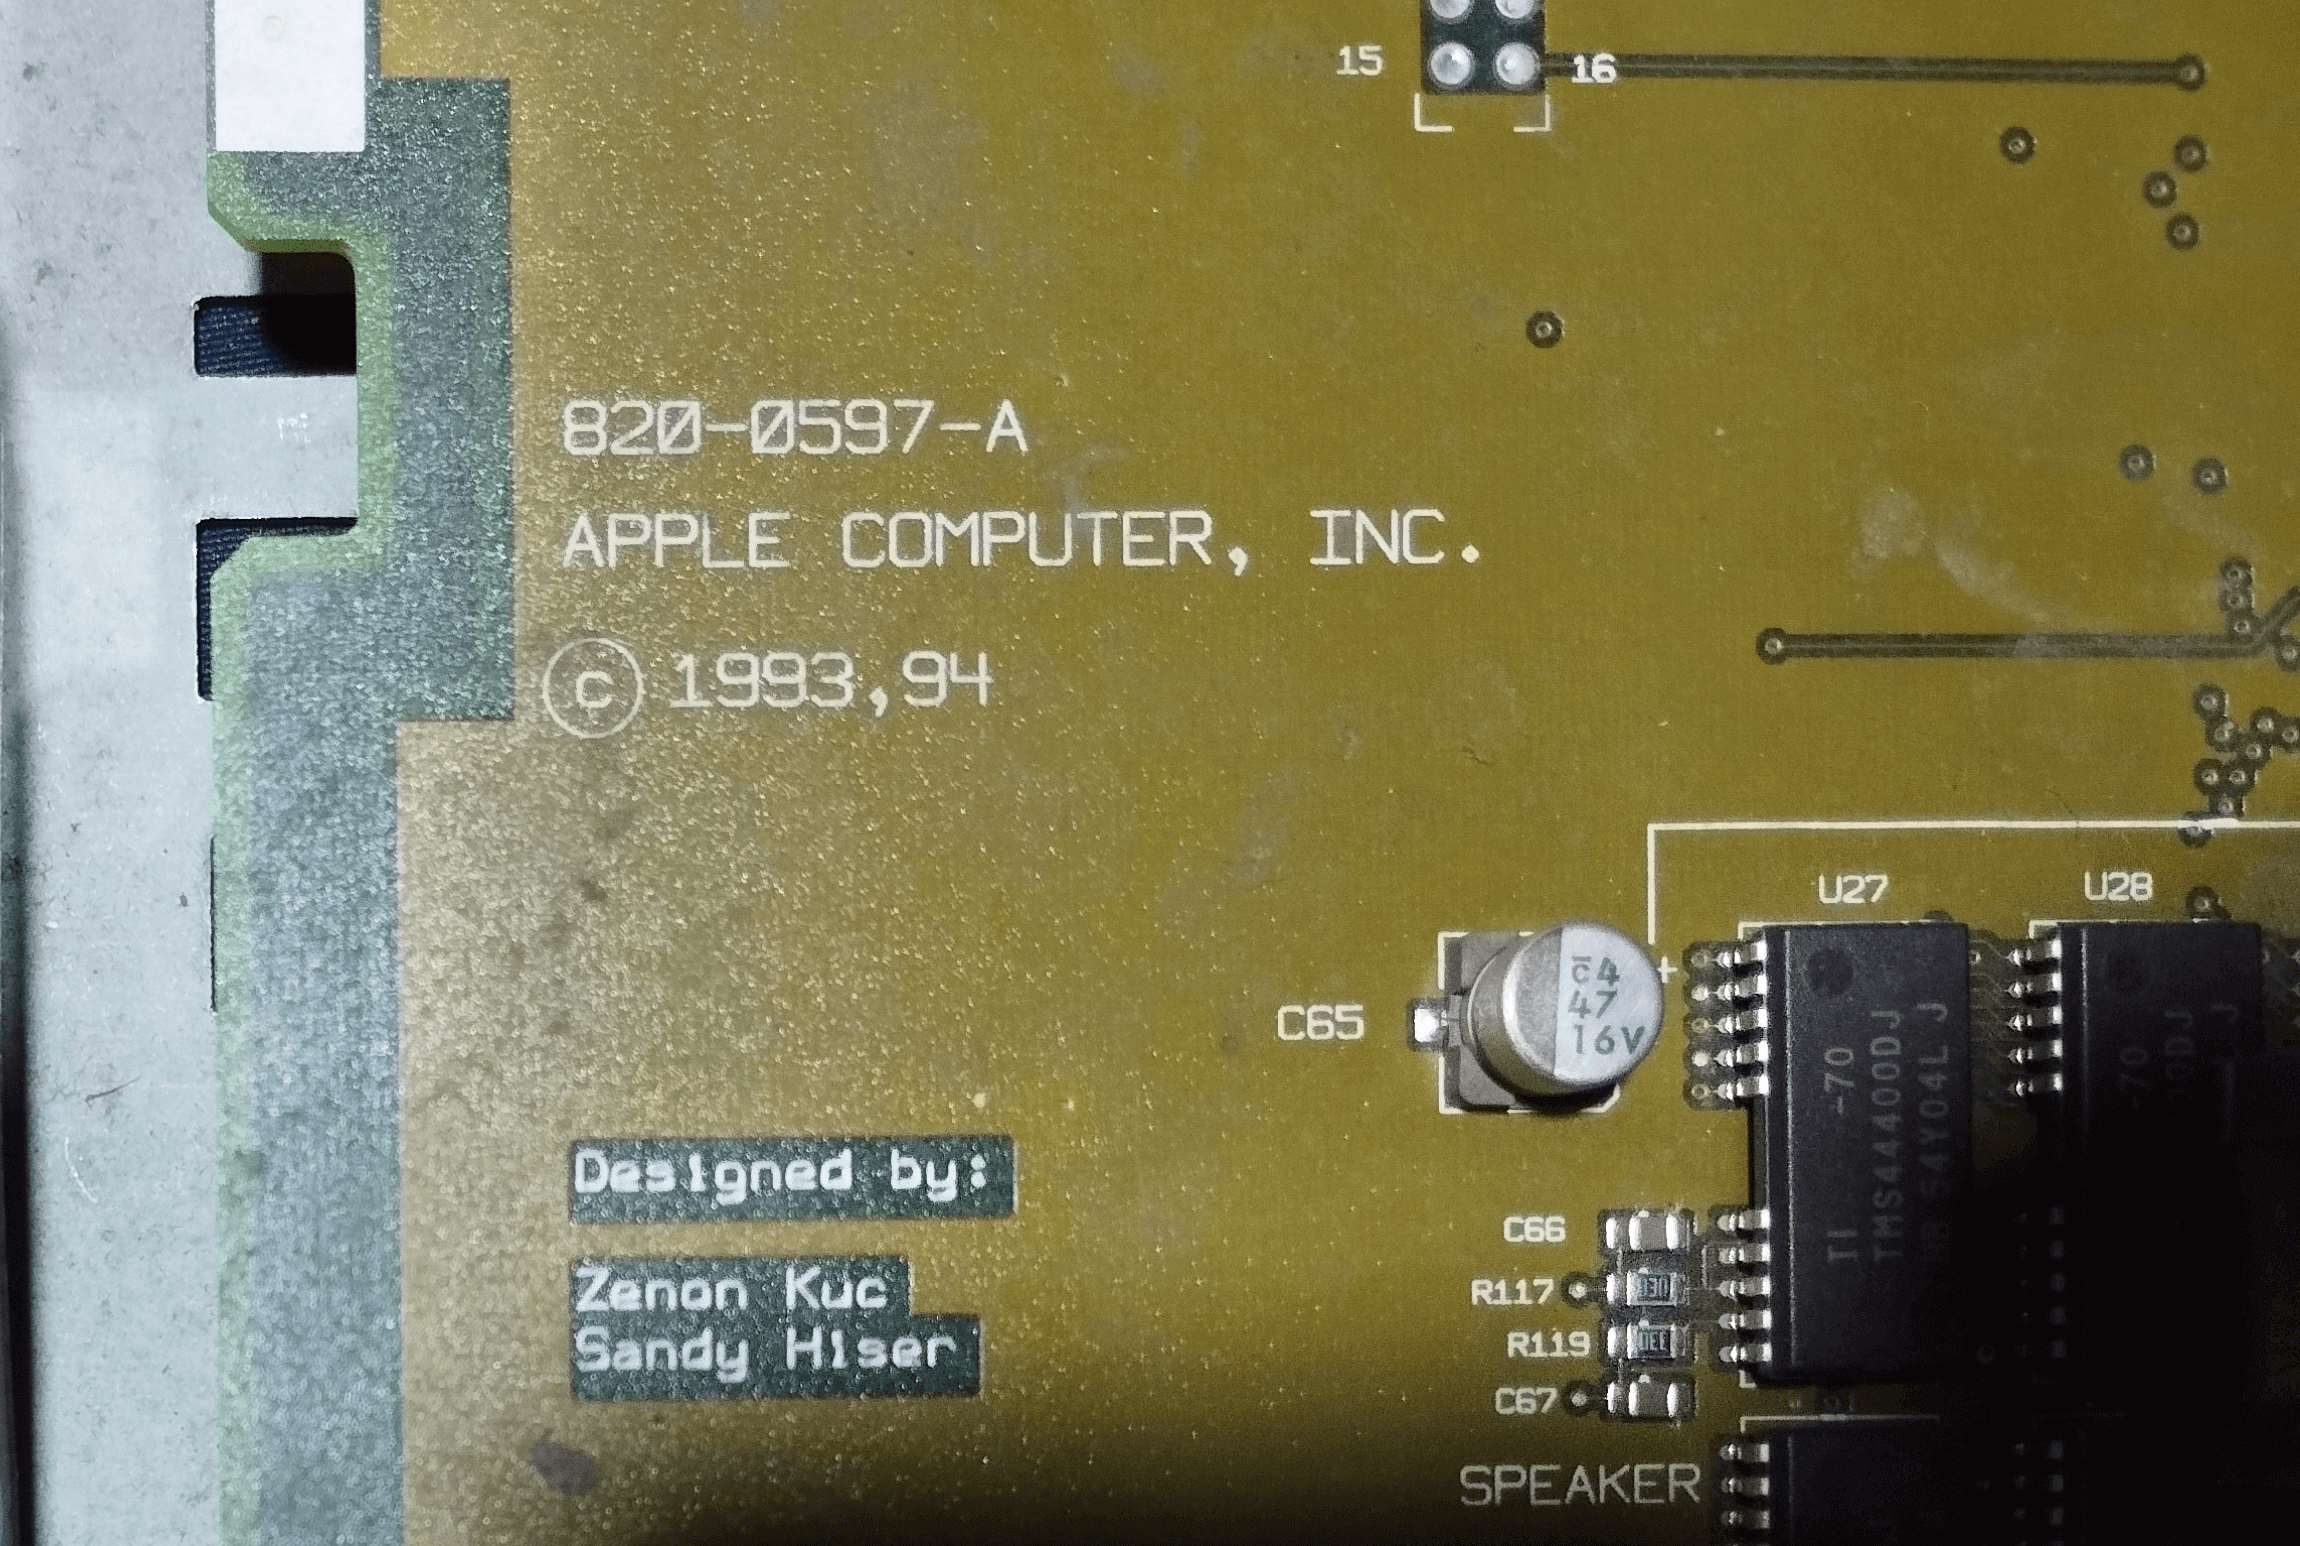 15 16
820-0597-A
APPLE COMPUTER, INC.
© 1993,94
U27 U28
C65
+
c4
47
16V
-70
TI
TMS44400DJ
J
-70
J
Designed by:
Zenon Kuc
Sandy Hiser
C66
R117
R119
330
C67
SPEAKER